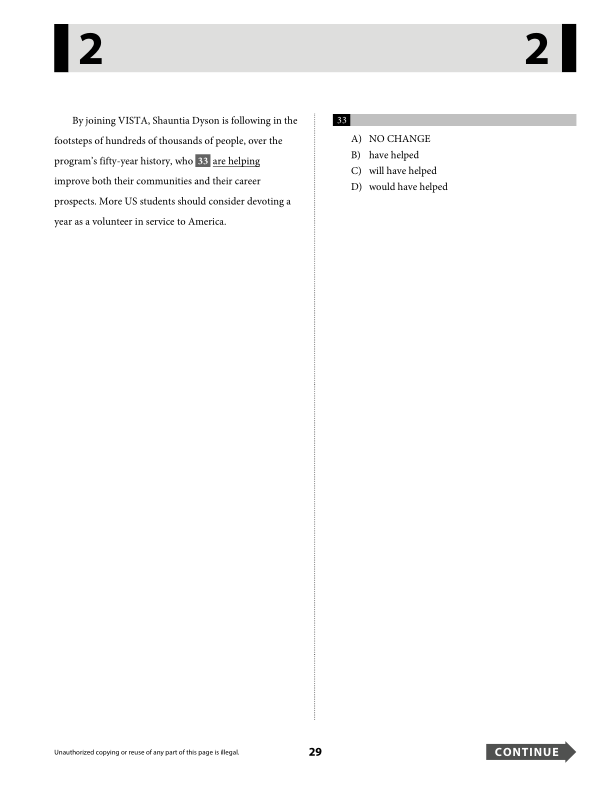 2 2
By joining VISTA, Shauntia Dyson is following in the
footsteps of hundreds of thousands of people, over the
program’s fifty-year history, who 33 are helping
improve both their communities and their career
prospects. More US students should consider devoting a
year as a volunteer in service to America.
33
A) NO CHANGE
B) have helped
C) will have helped
D) would have helped
Unauthorized copying or reuse of any part of this page is illegal. 29 CONTINUE